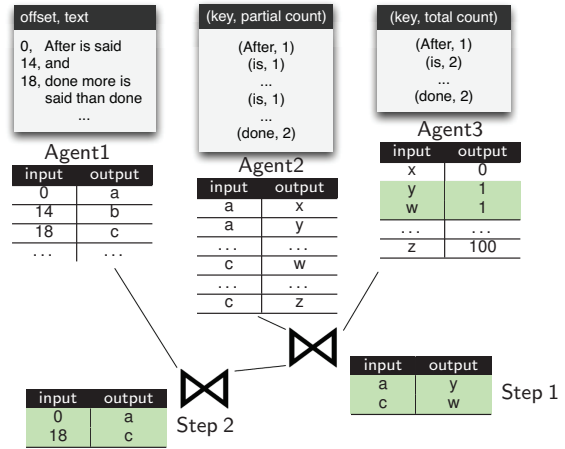 offset, text
0, After is said
14, and
18, done more is
said than done
...
(key, partial count)
(After, 1)
(is, 1)
...
(is, 1)
...
(done, 2)
(key, total count)
(After, 1)
(is, 2)
...
(done, 2)
Agent1
input output
0 a
14 b
18 c
... ...
Agent2
input output
a x
a y
... ...
c w
... ...
c z
Agent3
input output
x 0
y 1
w 1
... ...
z 100
input output
a y
c w
Step 1
input output
0 a
18 c
Step 2